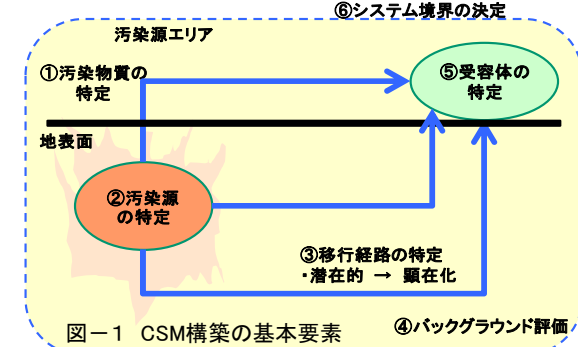 ⑥システム境界の決定
汚染源エリア
①汚染物質の
特定
⑤受容体の
特定
地表面
②汚染源
の特定
③移行経路の特定
・潜在的 → 顕在化
④バックグラウンド評価
図－1 CSM構築の基本要素